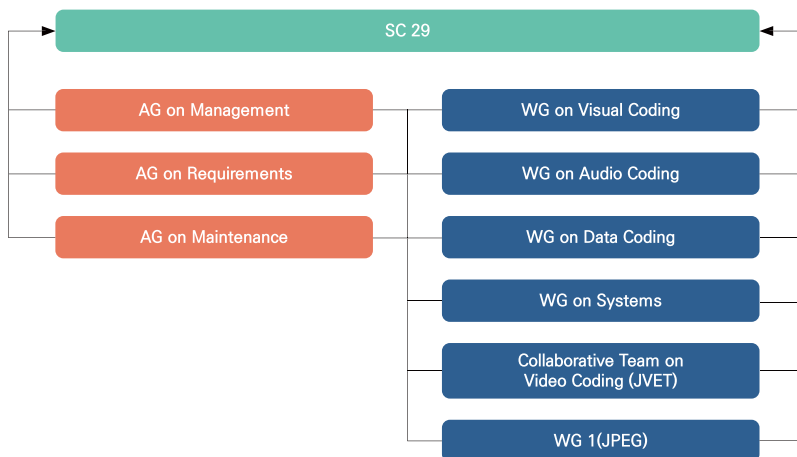 SC 29
AG on Management
AG on Requirements
AG on Maintenance
WG on Visual Coding
WG on Audio Coding
WG on Data Coding
WG on Systems
Collaborative Team on
Video Coding (JVET)
WG 1(JPEG)